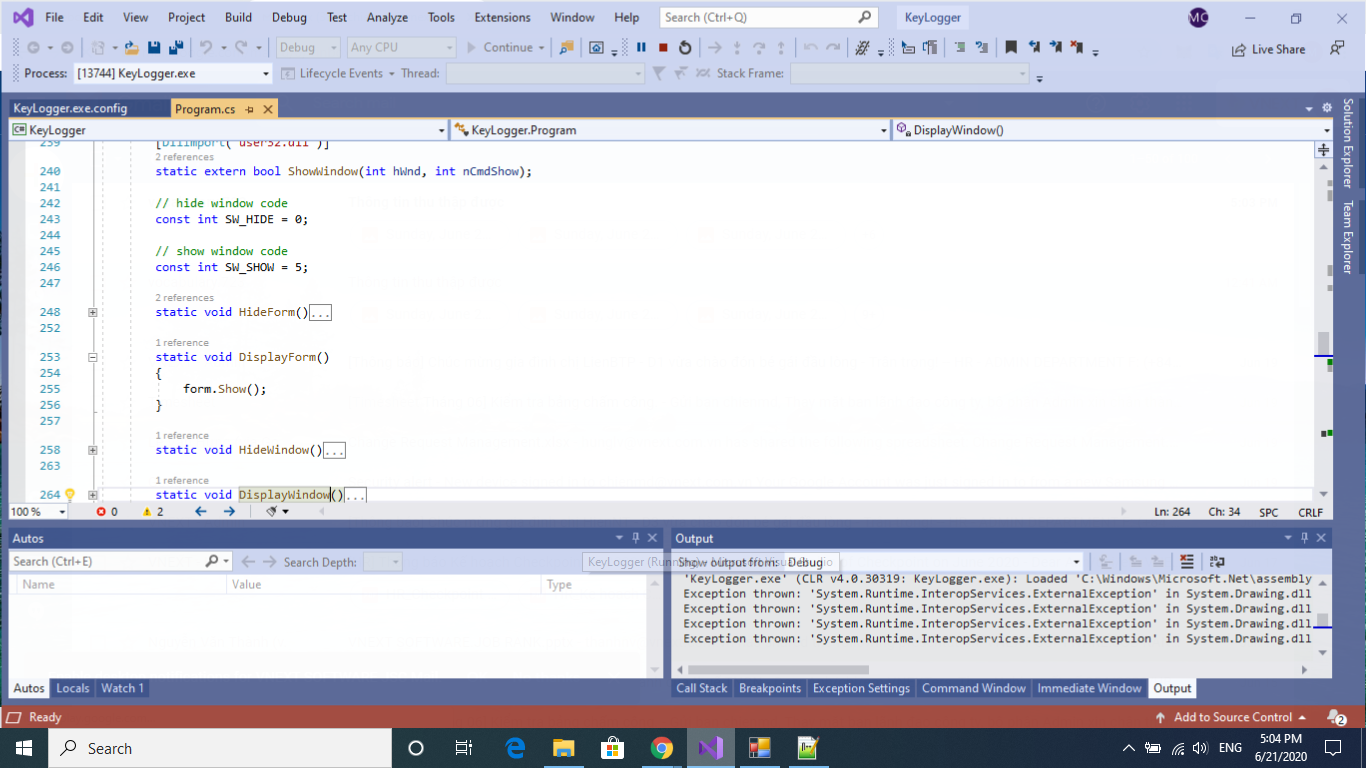 File Edit View Project Build Debug Test Analyze Tools Extensions Window Help Search (Ctrl+Q) KeyLogger MC
Debug Any CPU Continue Live Share
Process: [13744] KeyLogger.exe Lifecycle Events Thread: Stack Frame:
KeyLogger.exe.config Program.cs
KeyLogger KeyLogger.Program DisplayWindow()
239 [DllImport("user32.dll")]
2 references
240 static extern bool ShowWindow(int hWnd, int nCmdShow);
241
242 // hide window code
243 const int SW_HIDE = 0;
244
245 // show window code
246 const int SW_SHOW = 5;
247
2 references
248 static void HideForm()...
252
1 reference
253 static void DisplayForm()
254 {
255 form.Show();
256 }
257
1 reference
258 static void HideWindow()...
263
1 reference
264 static void DisplayWindow()...
100 % 0 2 Ln: 264 Ch: 34 SPC CRLF
Autos
Search (Ctrl+E) Search Depth:
Name Value Type
Autos Locals Watch 1
Output
Show output from: Debug
'KeyLogger.exe' (CLR v4.0.30319: KeyLogger.exe): Loaded 'C:\Windows\Microsoft.Net\assembly
Exception thrown: 'System.Runtime.InteropServices.ExternalException' in System.Drawing.dll
Exception thrown: 'System.Runtime.InteropServices.ExternalException' in System.Drawing.dll
Exception thrown: 'System.Runtime.InteropServices.ExternalException' in System.Drawing.dll
Exception thrown: 'System.Runtime.InteropServices.ExternalException' in System.Drawing.dll
Call Stack Breakpoints Exception Settings Command Window Immediate Window Output
Solution Explorer
Team Explorer
Ready Add to Source Control 2
Search ENG 5:04 PM
6/21/2020